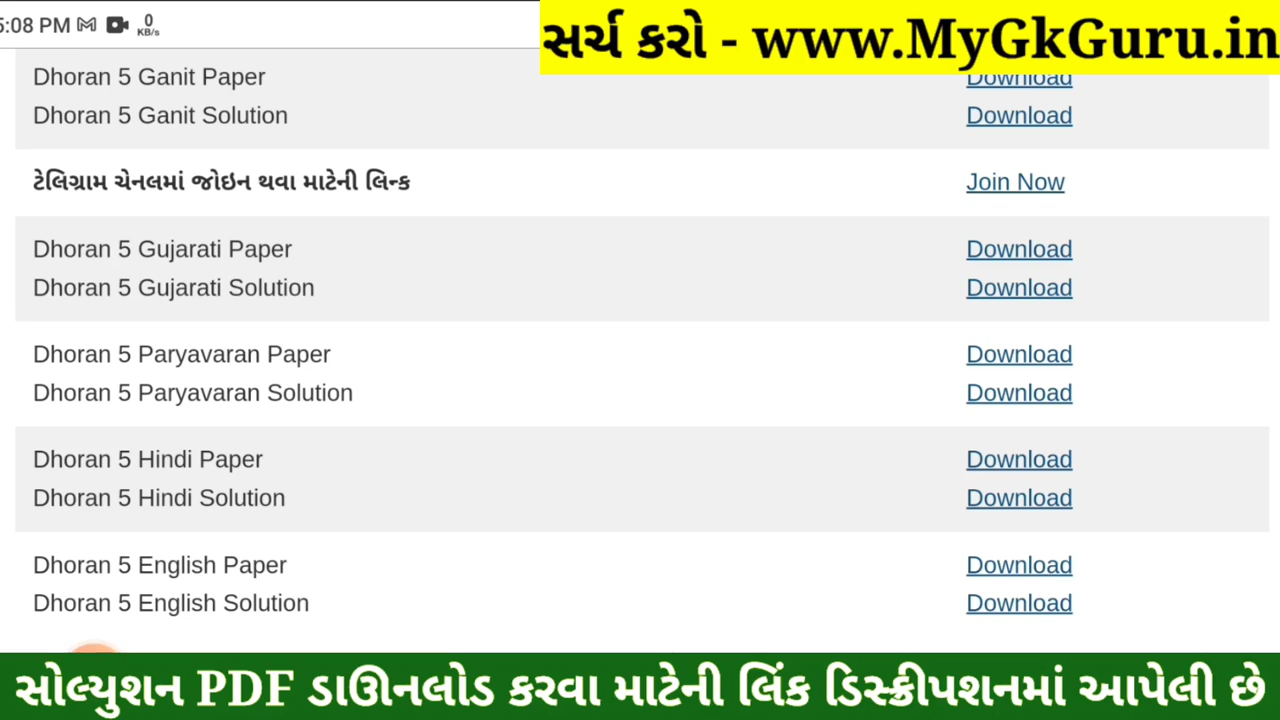 5:08 PM 0 KB/s
સર્ચ કરો - www.MyGkGuru.in
Dhoran 5 Ganit Paper Download
Dhoran 5 Ganit Solution Download
ટેલિગ્રામ ચેનલમાં જોઇન થવા માટેની લિન્ક Join Now
Dhoran 5 Gujarati Paper Download
Dhoran 5 Gujarati Solution Download
Dhoran 5 Paryavaran Paper Download
Dhoran 5 Paryavaran Solution Download
Dhoran 5 Hindi Paper Download
Dhoran 5 Hindi Solution Download
Dhoran 5 English Paper Download
Dhoran 5 English Solution Download
સોલ્યુશન PDF ડાઊનલોડ કરવા માટેની લિંક ડિસ્ક્રીપશનમાં આપેલી છે